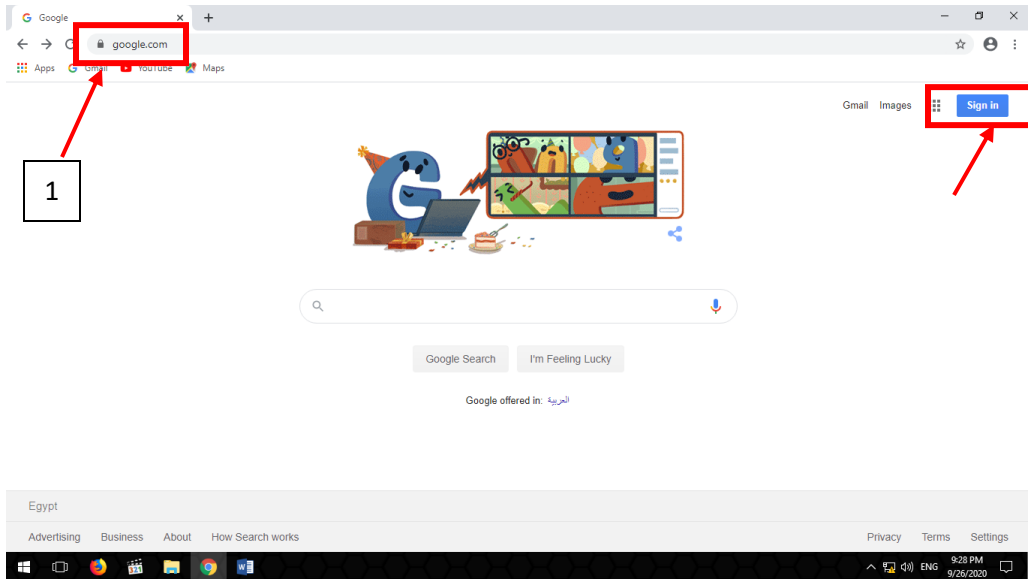 Google
google.com
Apps Gmail YouTube Maps
Gmail Images Sign in
1
Google Search I'm Feeling Lucky
Google offered in: العربية
Egypt
Advertising Business About How Search works Privacy Terms Settings
ENG 9:28 PM
9/26/2020